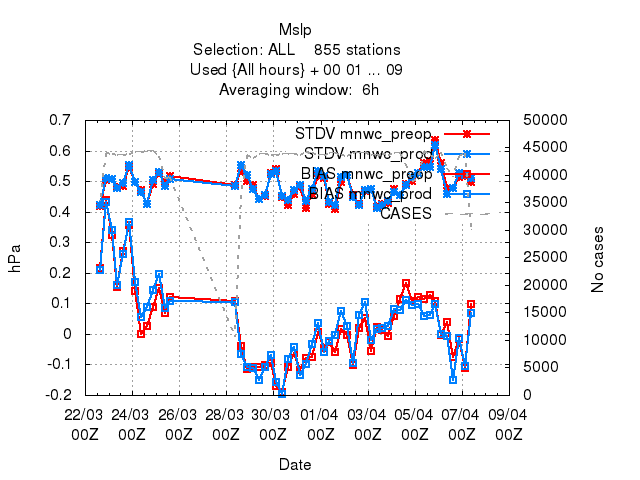 Mslp
Selection: ALL    855 stations
Used {All hours} + 00 01 ... 09
Averaging window:  6h
hPa
0.7
0.6
0.5
0.4
0.3
0.2
0.1
0
-0.1
-0.2
STDV mnwc_preop
STDV mnwc_prod
BIAS mnwc_preop
BIAS mnwc_prod
CASES
50000
45000
40000
35000
30000
25000
20000
15000
10000
5000
0
No cases
22/03 24/03 26/03 28/03 30/03 01/04 03/04 05/04 07/04 09/04
00Z 00Z 00Z 00Z 00Z 00Z 00Z 00Z 00Z 00Z
Date